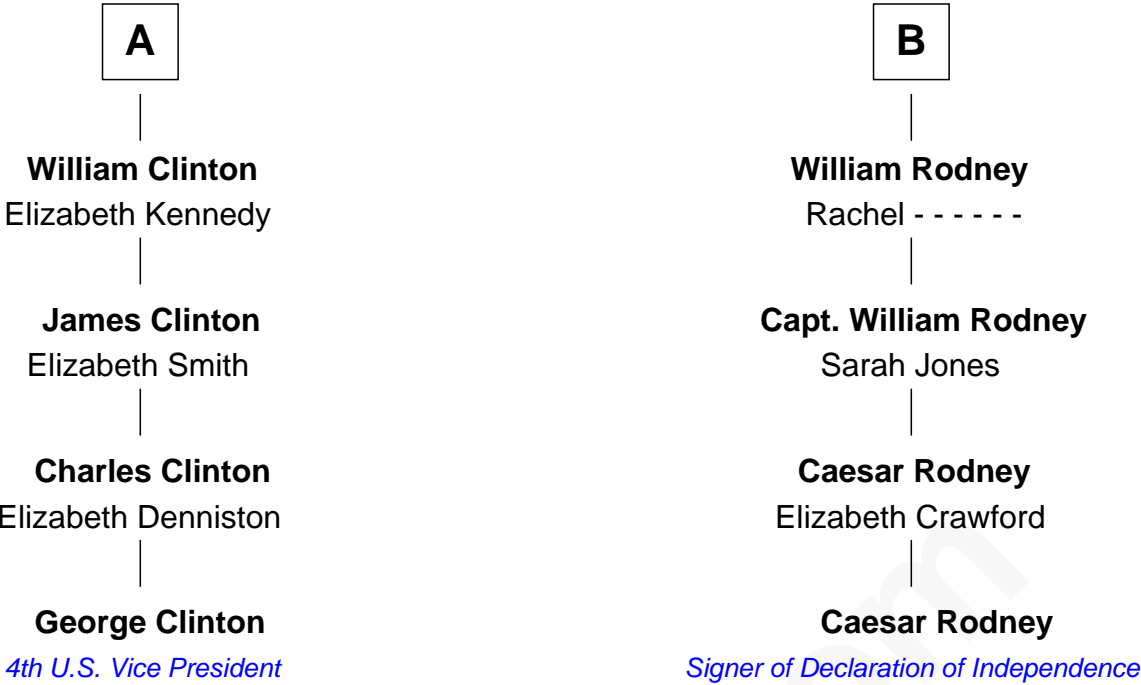 A
William Clinton
Elizabeth Kennedy
James Clinton
Elizabeth Smith
Charles Clinton
Elizabeth Denniston
George Clinton
4th U.S. Vice President
B
William Rodney
Rachel - - - - - -
Capt. William Rodney
Sarah Jones
Caesar Rodney
Elizabeth Crawford
Caesar Rodney
Signer of Declaration of Independence